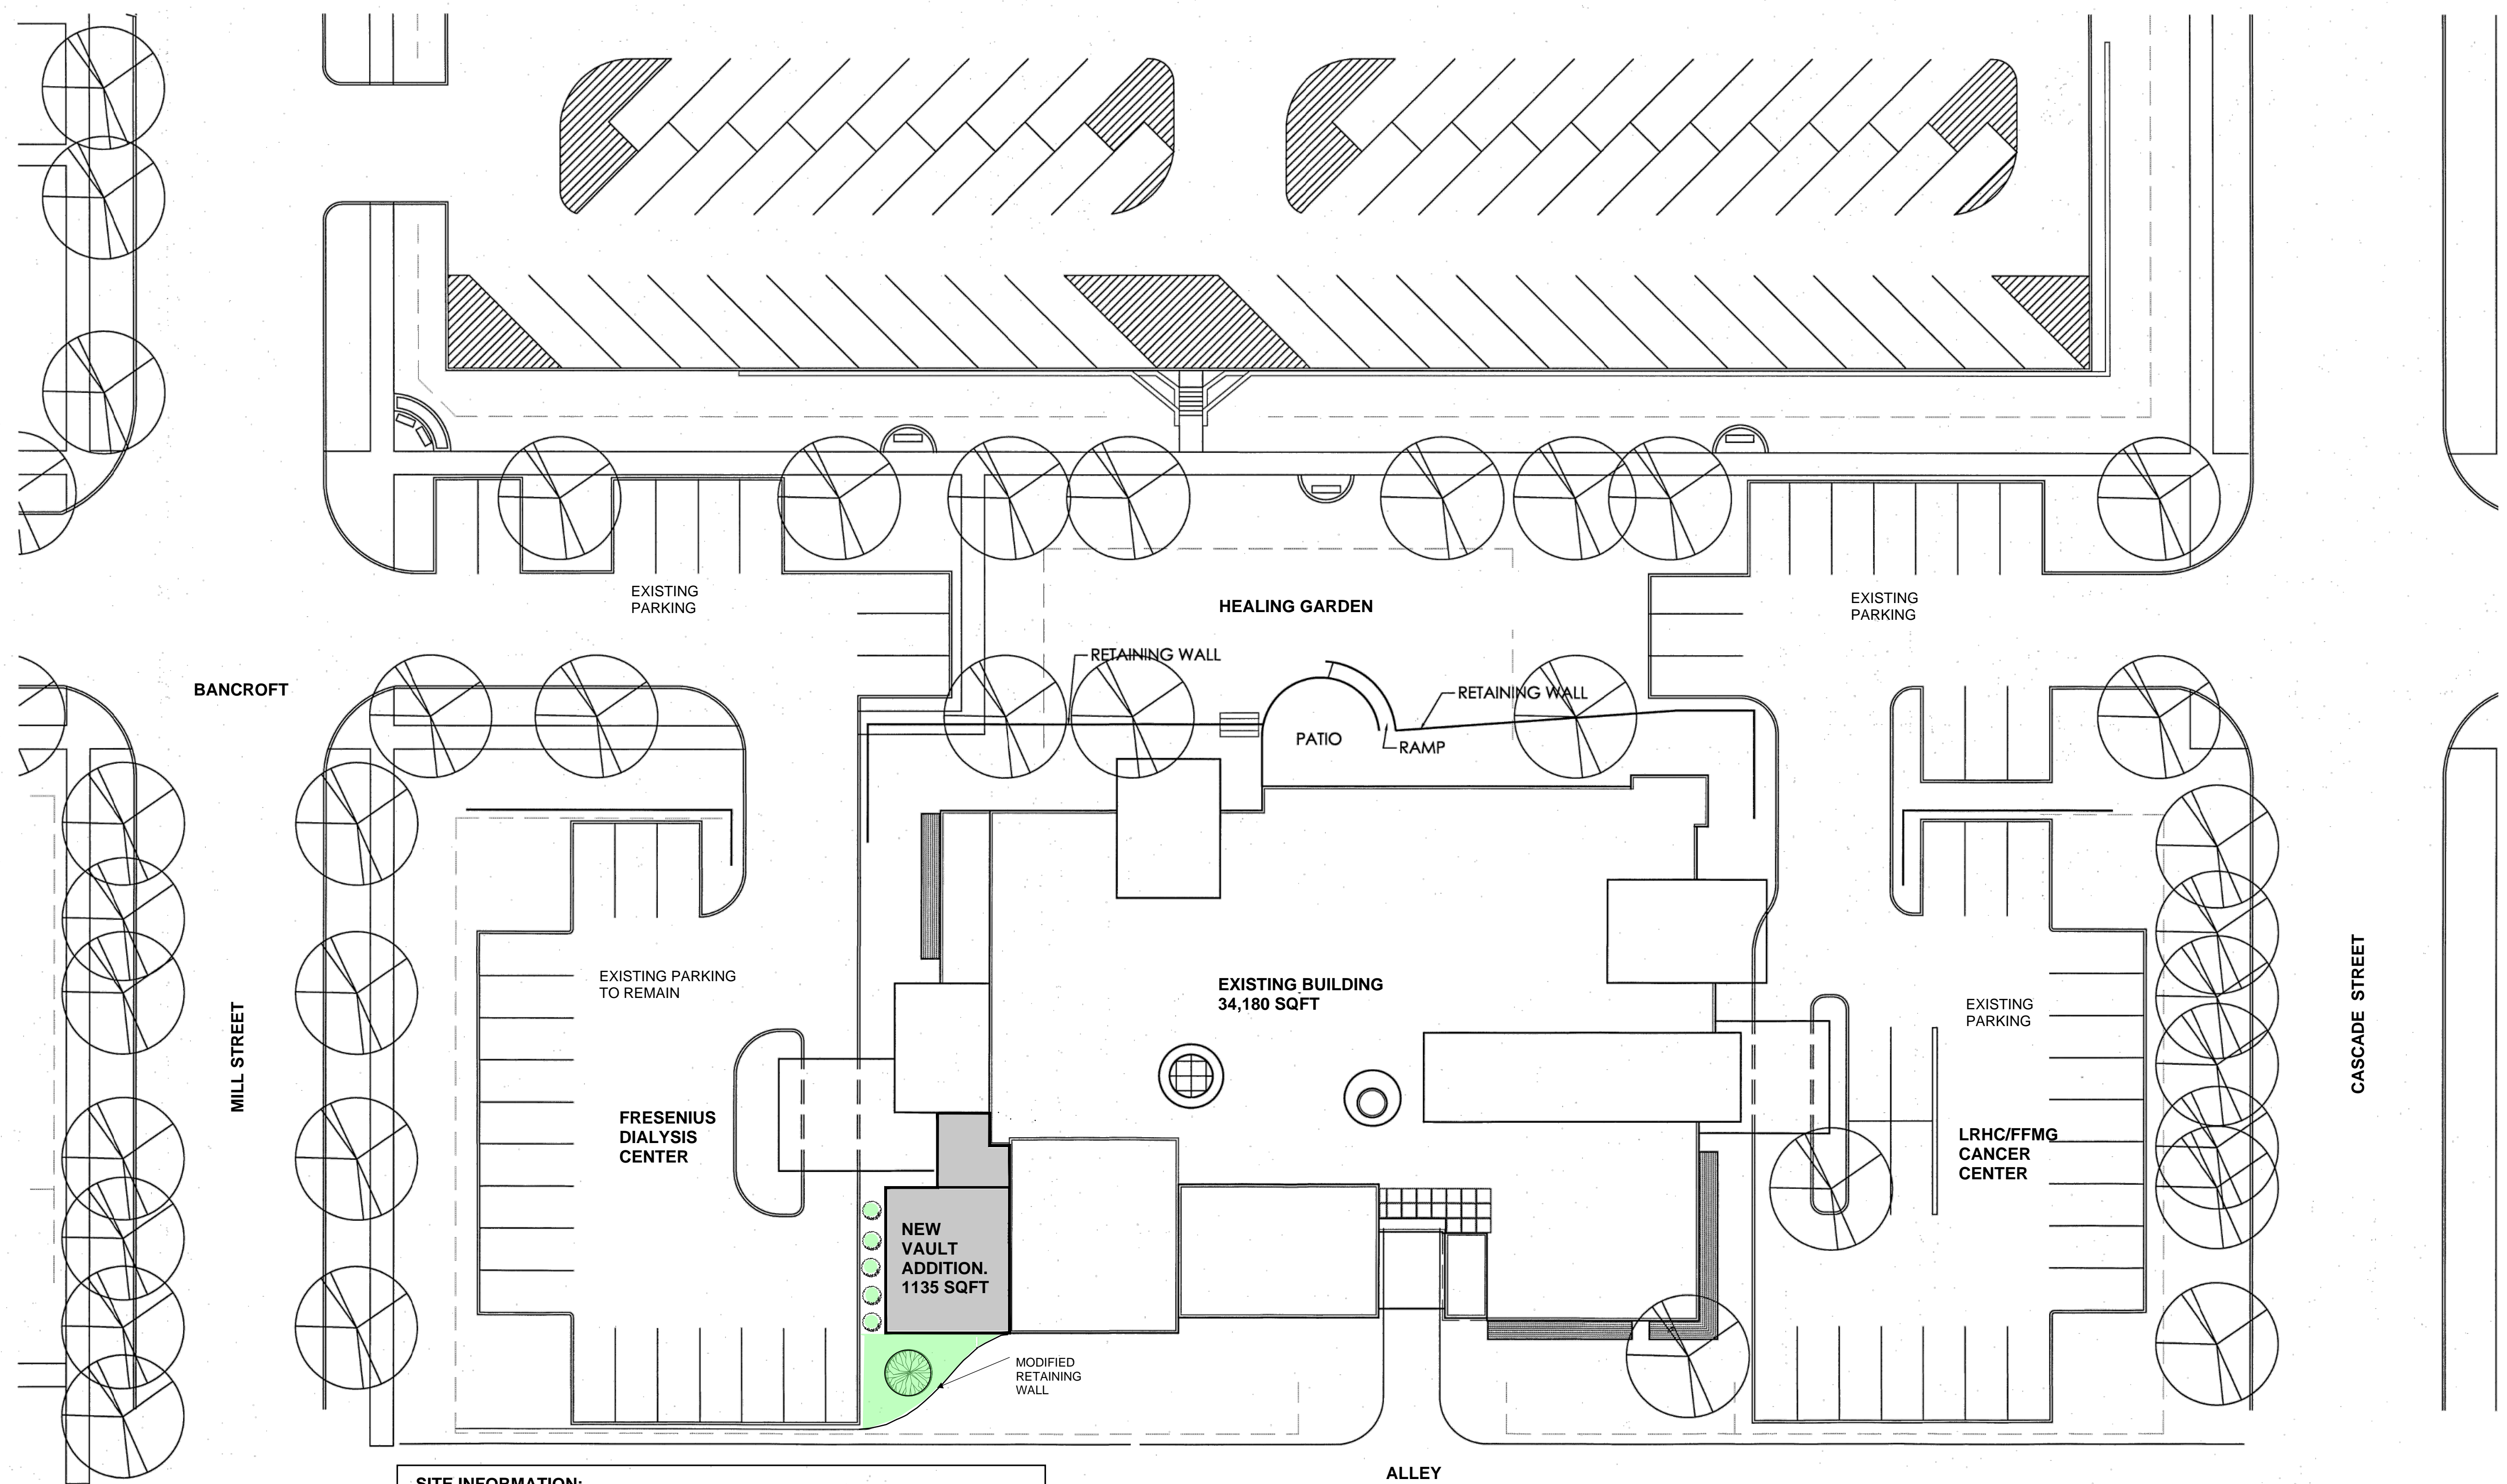 EXISTING
PARKING
HEALING GARDEN
EXISTING
PARKING
RETAINING WALL
BANCROFT
RETAINING WALL
PATIO
RAMP
EXISTING PARKING
TO REMAIN
EXISTING BUILDING
34,180 SQFT
EXISTING
PARKING
MILL STREET
CASCADE STREET
FRESENIUS
DIALYSIS
CENTER
LRHC/FFMG
CANCER
CENTER
NEW
VAULT
ADDITION.
1135 SQFT
MODIFIED
RETAINING
WALL
ALLEY
SITE INFORMATION: